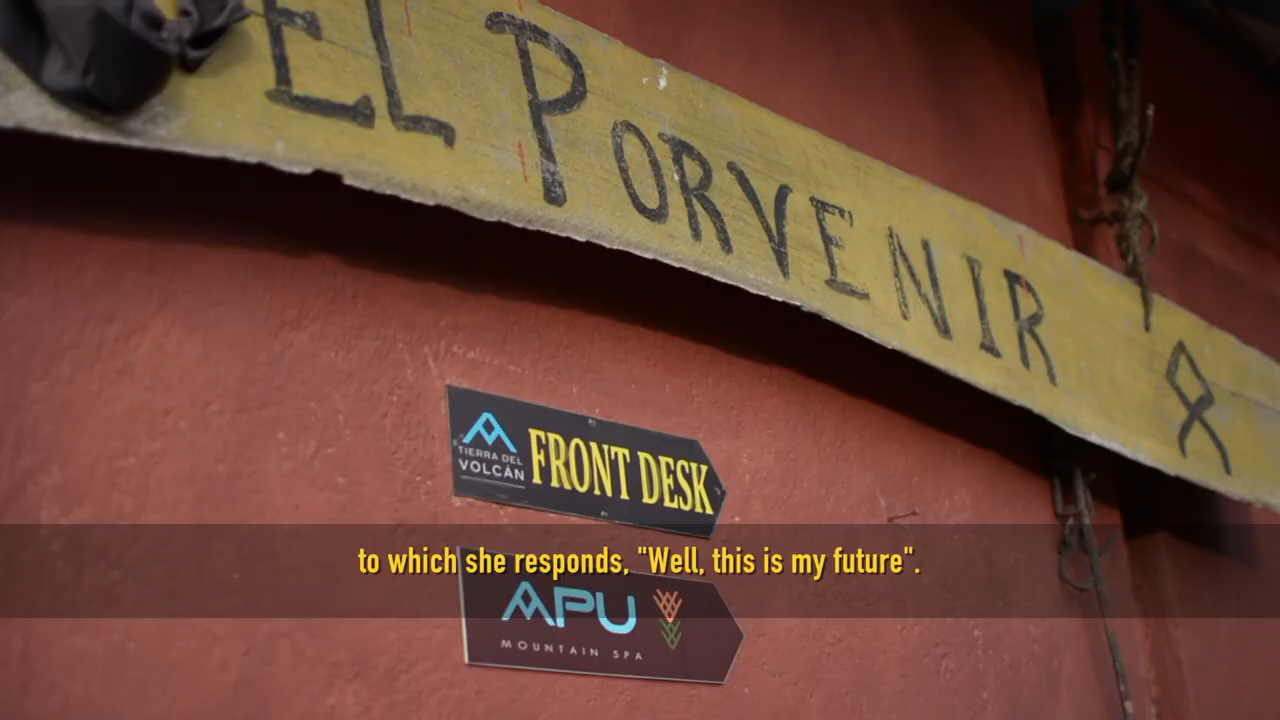 EL PORVENIR
TIERRA DEL
VOLCÁN
FRONT DESK
to which she responds, "Well, this is my future".
APU
MOUNTAIN SPA